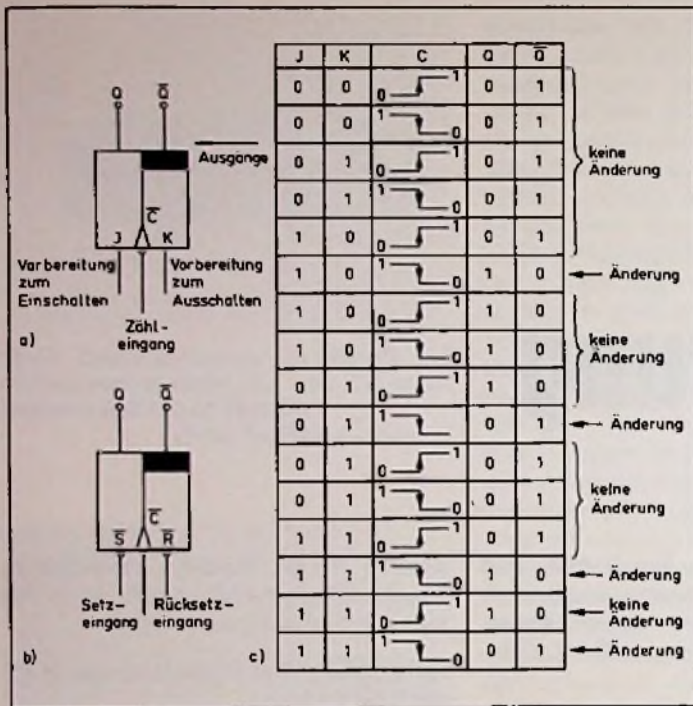 Q Q̅
Ausgänge
C̅
J K
Vorbereitung
zum
Einschalten
Vorbereitung
zum
Ausschalten
Zähl-
eingang
a)
Q Q̅
C̅
S̅ R̅
Setz-
eingang
Rücksetz-
eingang
b)
c)
J K C Q Q̅
0 0 0 1 0 1
0 0 1 0 0 1
0 1 0 1 0 1
0 1 1 0 0 1
1 0 0 1 0 1
keine
Änderung
1 0 1 0 1 0 Änderung
1 0 0 1 1 0
1 0 1 0 1 0
0 1 0 1 1 0
keine
Änderung
0 1 1 0 1 Änderung
0 1 0 1 0 1
0 1 1 0 0 1
1 1 0 1 0 1
keine
Änderung
1 1 1 0 1 0 Änderung
1 1 0 1 1 0 keine
Änderung
1 1 1 0 0 1 Änderung